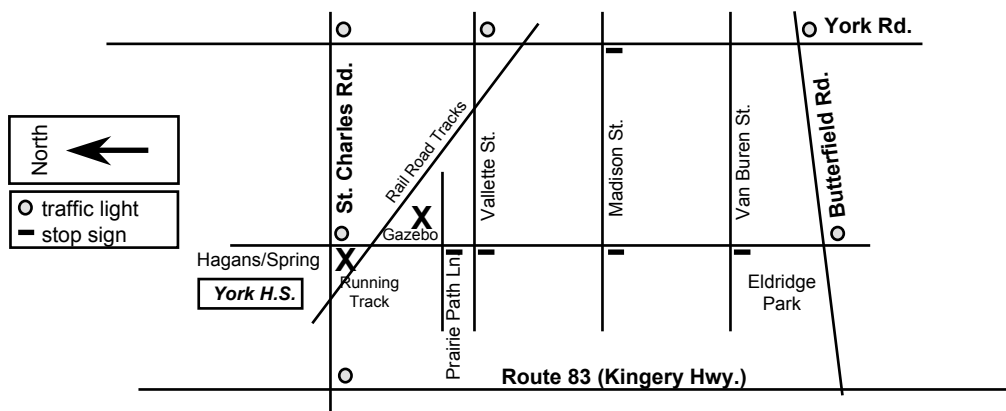 York Rd.
St. Charles Rd.
Rail Road Tracks
Vallette St.
Madison St.
Van Buren St.
Butterfield Rd.
North
traffic light
stop sign
X
Gazebo
Hagans/Spring
X
York H.S.
Running
Track
Prairie Path Ln.
Eldridge
Park
Route 83 (Kingery Hwy.)